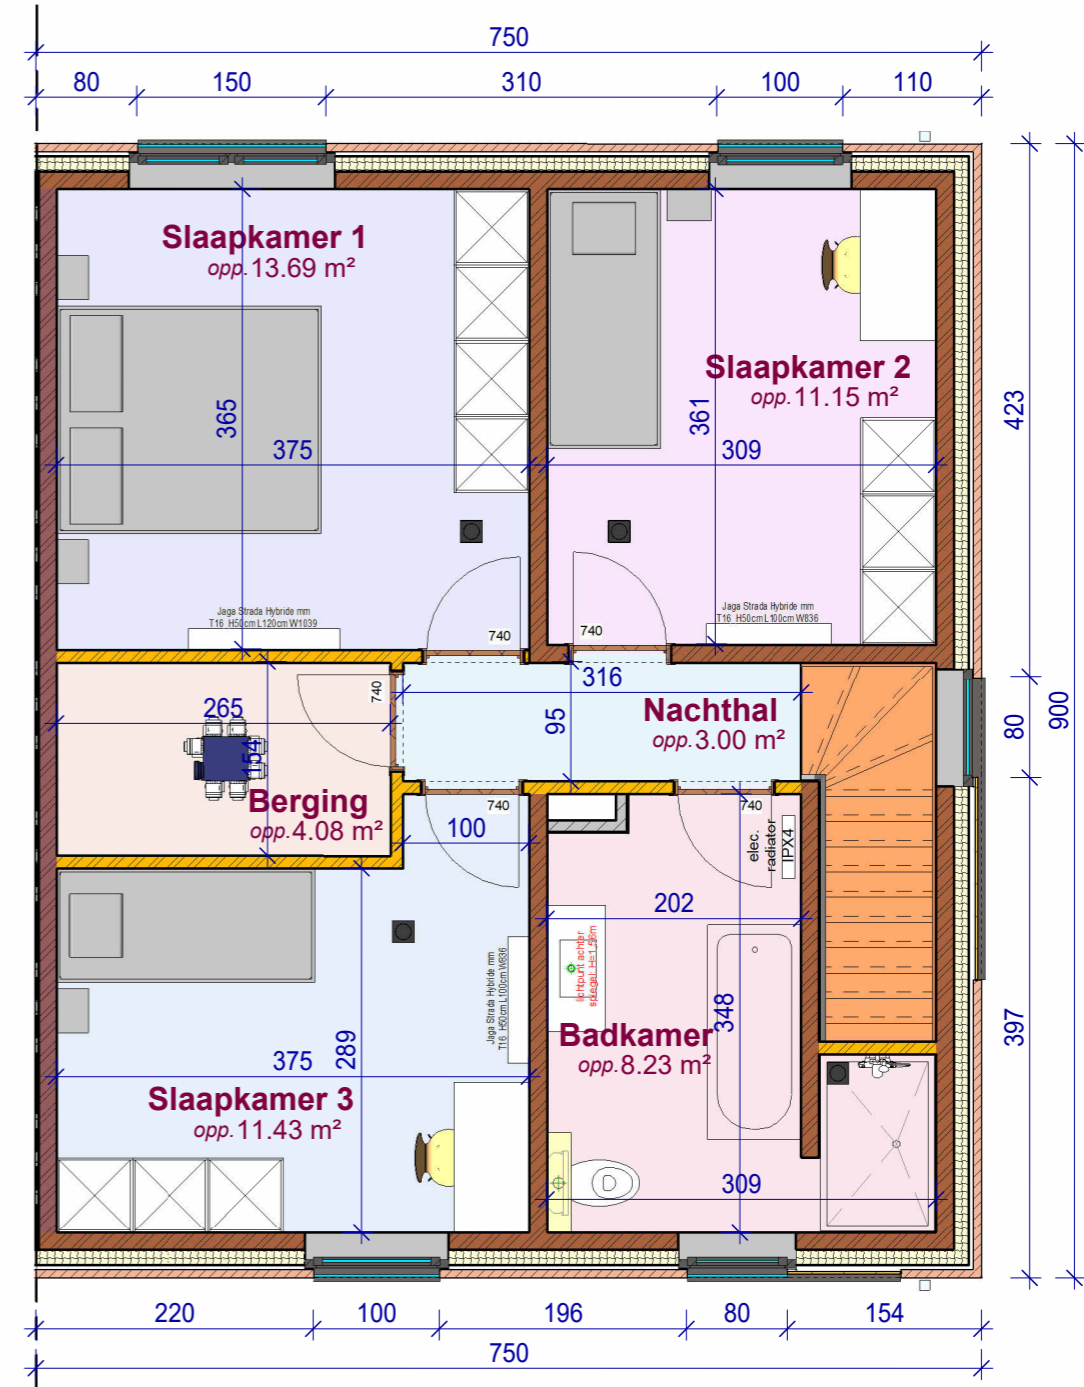 750
80
150
310
100
110
Slaapkamer 1
opp.13.69 m²
365
375
Jaga Strada Hybride mm
T16 H50cm L120cm W1039
740
Slaapkamer 2
opp.11.15 m²
361
309
Jaga Strada Hybride mm
T16 H50cm L100cm W836
740
423
80
900
397
265
154
740
Berging
opp.4.08 m²
316
95
Nachthal
opp.3.00 m²
740
100
740
elec.
radiator
IPX4
202
lichtpunt achter
spiegel: H=1.56m
348
Badkamer
opp.8.23 m²
309
Jaga Strada Hybride mm
T16 H50cm L100cm W836
289
375
Slaapkamer 3
opp.11.43 m²
220
100
196
80
154
750